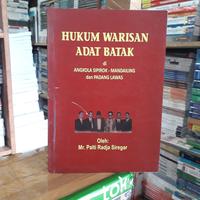 HUKUM WARISAN
ADAT BATAK
di
ANGKOLA SIPIROK - MANDAILING
dan PADANG LAWAS
Oleh:
Mr. Palti Radja Siregar